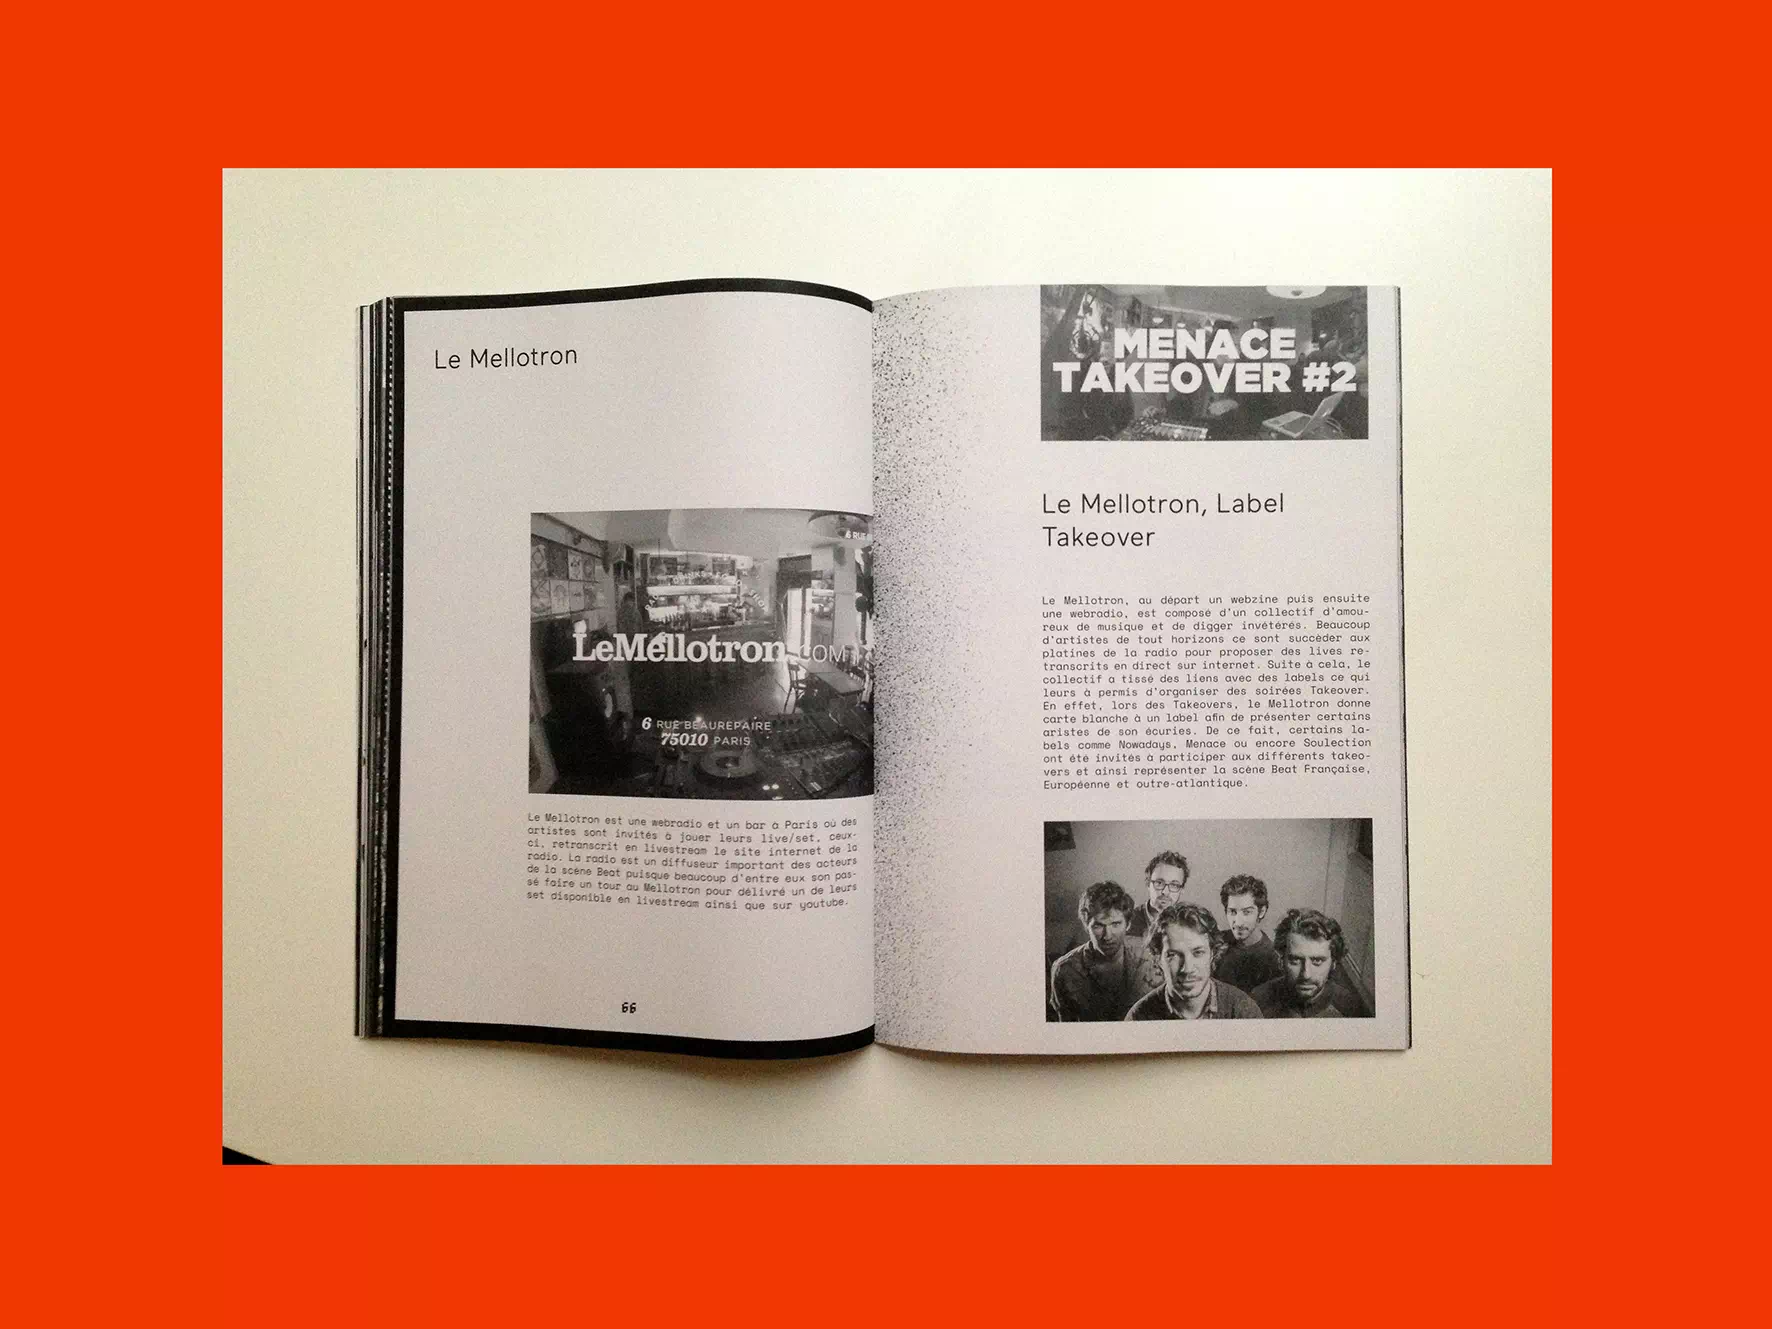 Le Mellotron
6 RUE
LeMellotron.COM
6 RUE BEAUREPAIRE
75010 PARIS
Le Mellotron est une webradio et un bar à Paris où des
artistes sont invités à jouer leurs live/set, ceux-
ci, retranscrit en livestream le site internet de la
radio. La radio est un diffuseur important des acteurs
de la scène Beat puisque beaucoup d'entre eux son pas-
sé faire un tour au Mellotron pour délivré un de leurs
set disponible en livestream ainsi que sur youtube.
66
MENACE
TAKEOVER #2
Le Mellotron, Label
Takeover
Le Mellotron, au départ un webzine puis ensuite
une webradio, est composé d'un collectif d'amou-
reux de musique et de digger invétérés. Beaucoup
d'artistes de tout horizons ce sont succèder aux
platines de la radio pour proposer des lives re-
transcrits en direct sur internet. Suite à cela, le
collectif a tissé des liens avec des labels ce qui
leurs à permis d'organiser des soirées Takeover.
En effet, lors des Takeovers, le Mellotron donne
carte blanche à un label afin de présenter certains
aristes de son écuries. De ce fait, certains la-
bels comme Nowadays, Menace ou encore Soulection
ont été invités à participer aux différents takeo-
vers et ainsi représenter la scène Beat Française,
Européenne et outre-atlantique.